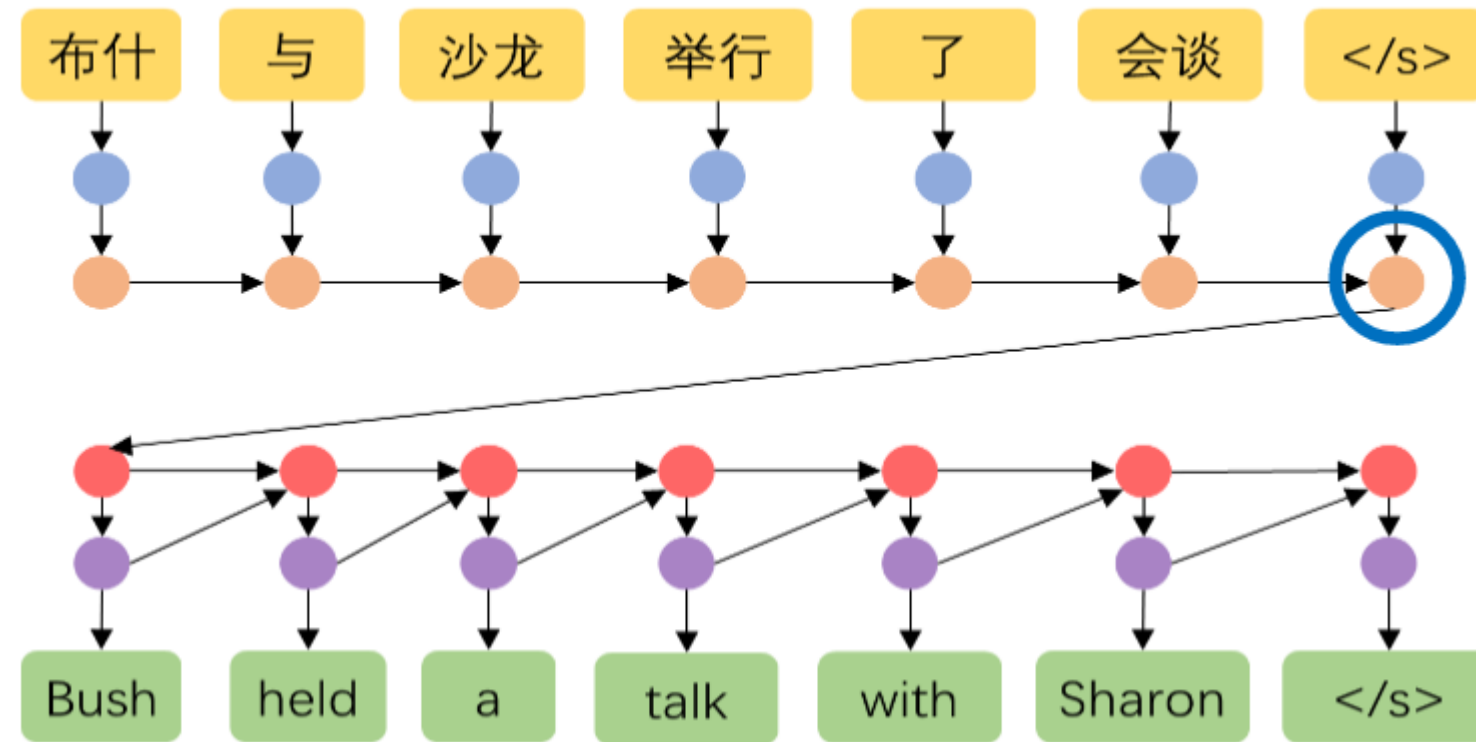 布什 与 沙龙 举行 了 会谈 </s>
Bush held a talk with Sharon </s>